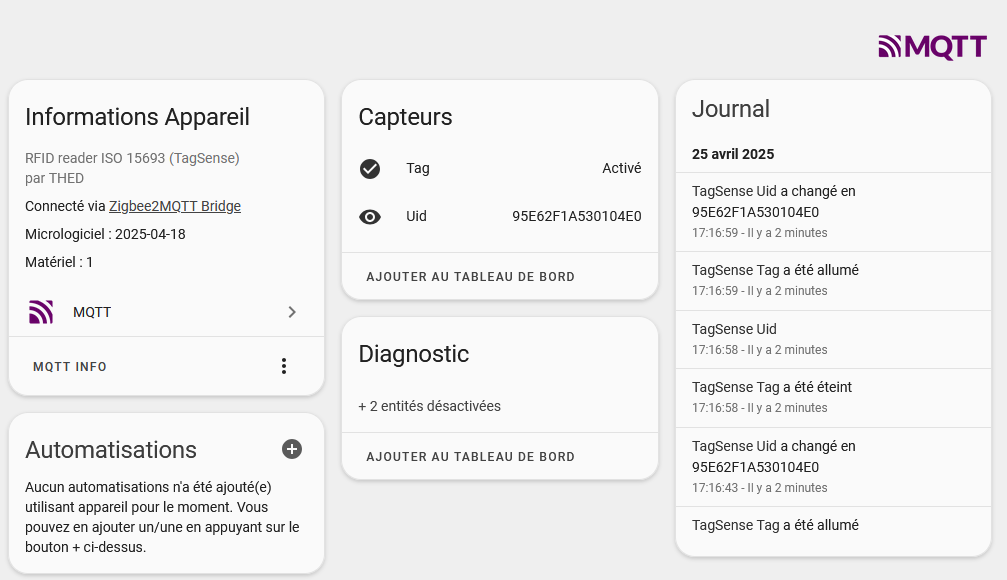 MQTT
Informations Appareil
RFID reader ISO 15693 (TagSense)
par THED
Connecté via Zigbee2MQTT Bridge
Micrologiciel : 2025-04-18
Matériel : 1
MQTT
MQTT INFO
Automatisations
Aucun automatisations n'a été ajouté(e)
utilisant appareil pour le moment. Vous
pouvez en ajouter un/une en appuyant sur le
bouton + ci-dessus.
Capteurs
Tag Activé
Uid 95E62F1A530104E0
AJOUTER AU TABLEAU DE BORD
Diagnostic
+ 2 entités désactivées
AJOUTER AU TABLEAU DE BORD
Journal
25 avril 2025
TagSense Uid a changé en
95E62F1A530104E0
17:16:59 - Il y a 2 minutes
TagSense Tag a été allumé
17:16:59 - Il y a 2 minutes
TagSense Uid
17:16:58 - Il y a 2 minutes
TagSense Tag a été éteint
17:16:58 - Il y a 2 minutes
TagSense Uid a changé en
95E62F1A530104E0
17:16:43 - Il y a 2 minutes
TagSense Tag a été allumé